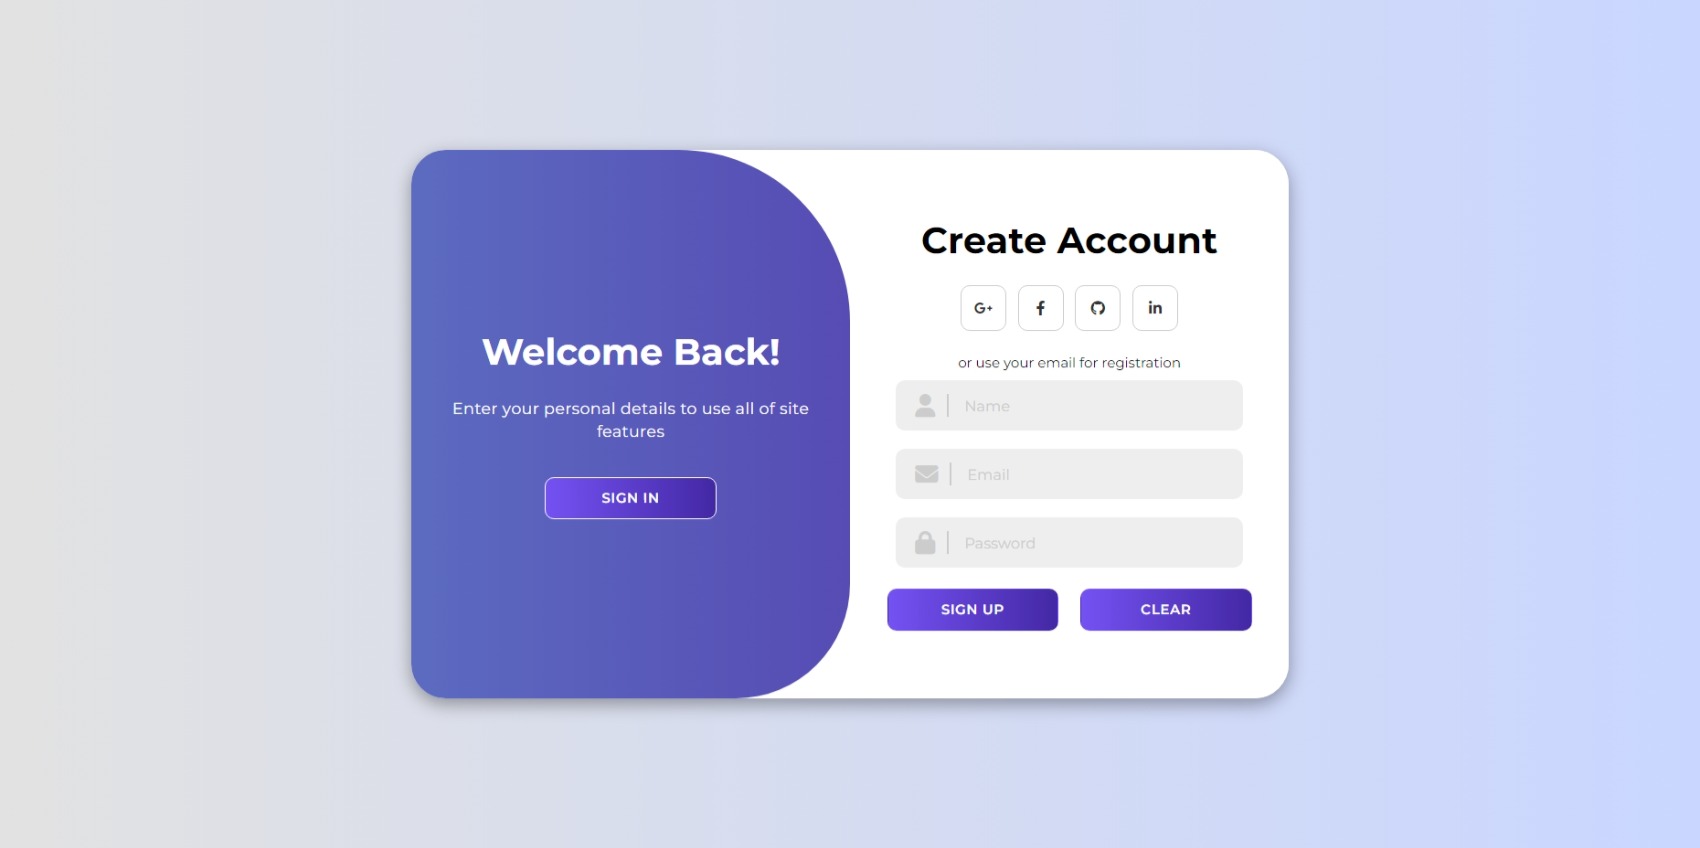 Welcome Back!
Enter your personal details to use all of site
features
SIGN IN
Create Account
G+ f in
or use your email for registration
Name
Email
Password
SIGN UP CLEAR